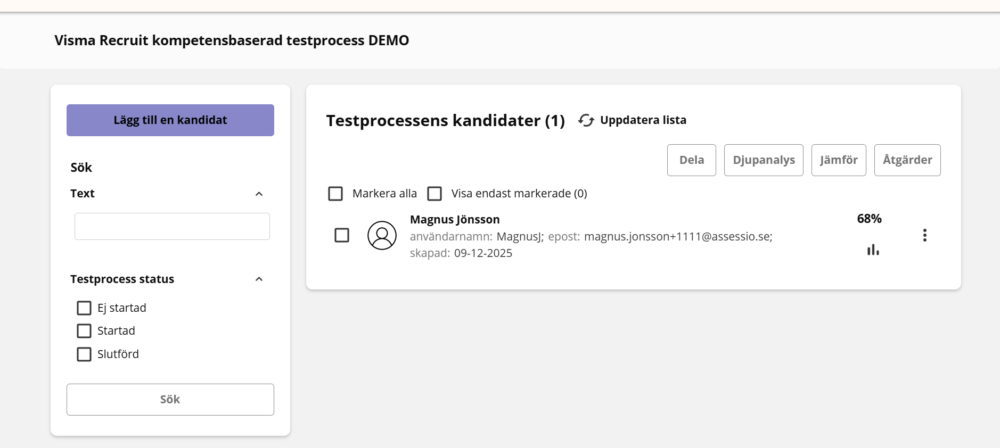 Visma Recruit kompetensbaserad testprocess DEMO
Lägg till en kandidat
Sök
Text
Testprocess status
Ej startad
Startad
Slutförd
Sök
Testprocessens kandidater (1) Uppdatera lista
Dela Djupanalys Jämför Åtgärder
Markera alla Visa endast markerade (0)
Magnus Jönsson 68%
användarnamn: MagnusJ; epost: magnus.jonsson+1111@assessio.se;
skapad: 09-12-2025